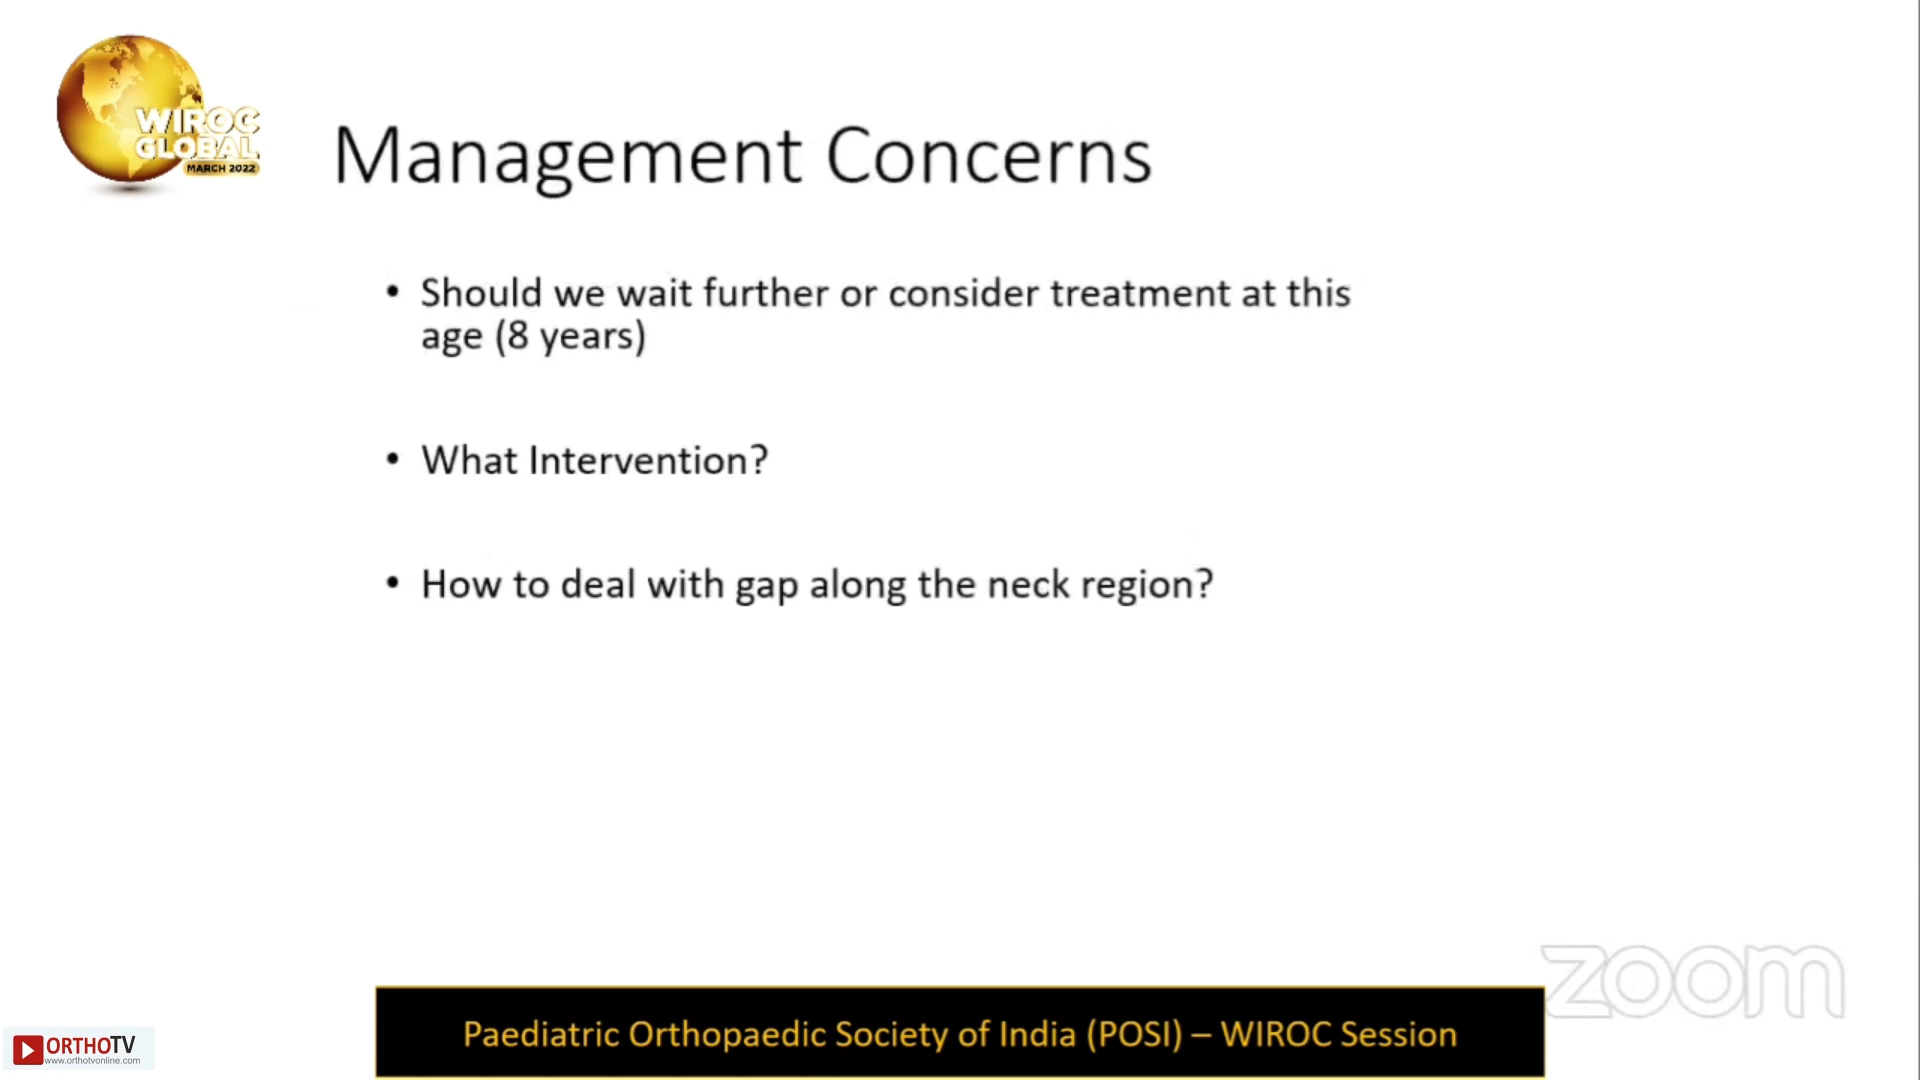 WIROC
GLOBAL
MARCH 2022
Management Concerns
• Should we wait further or consider treatment at this
age (8 years)
• What Intervention?
• How to deal with gap along the neck region?
zoom
Paediatric Orthopaedic Society of India (POSI) – WIROC Session
ORTHOTV
www.orthotvonline.com